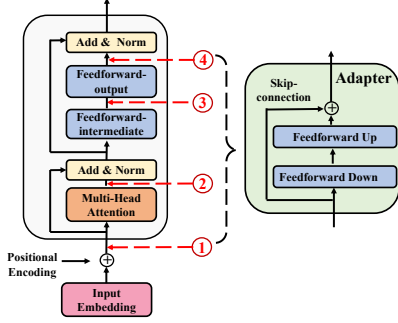 Add & Norm
4
Feedforward-
output
3
Feedforward-
intermediate
Add & Norm
2
Multi-Head
Attention
1
Positional
Encoding
Input
Embedding
Adapter
Skip-
connection
Feedforward Up
Feedforward Down